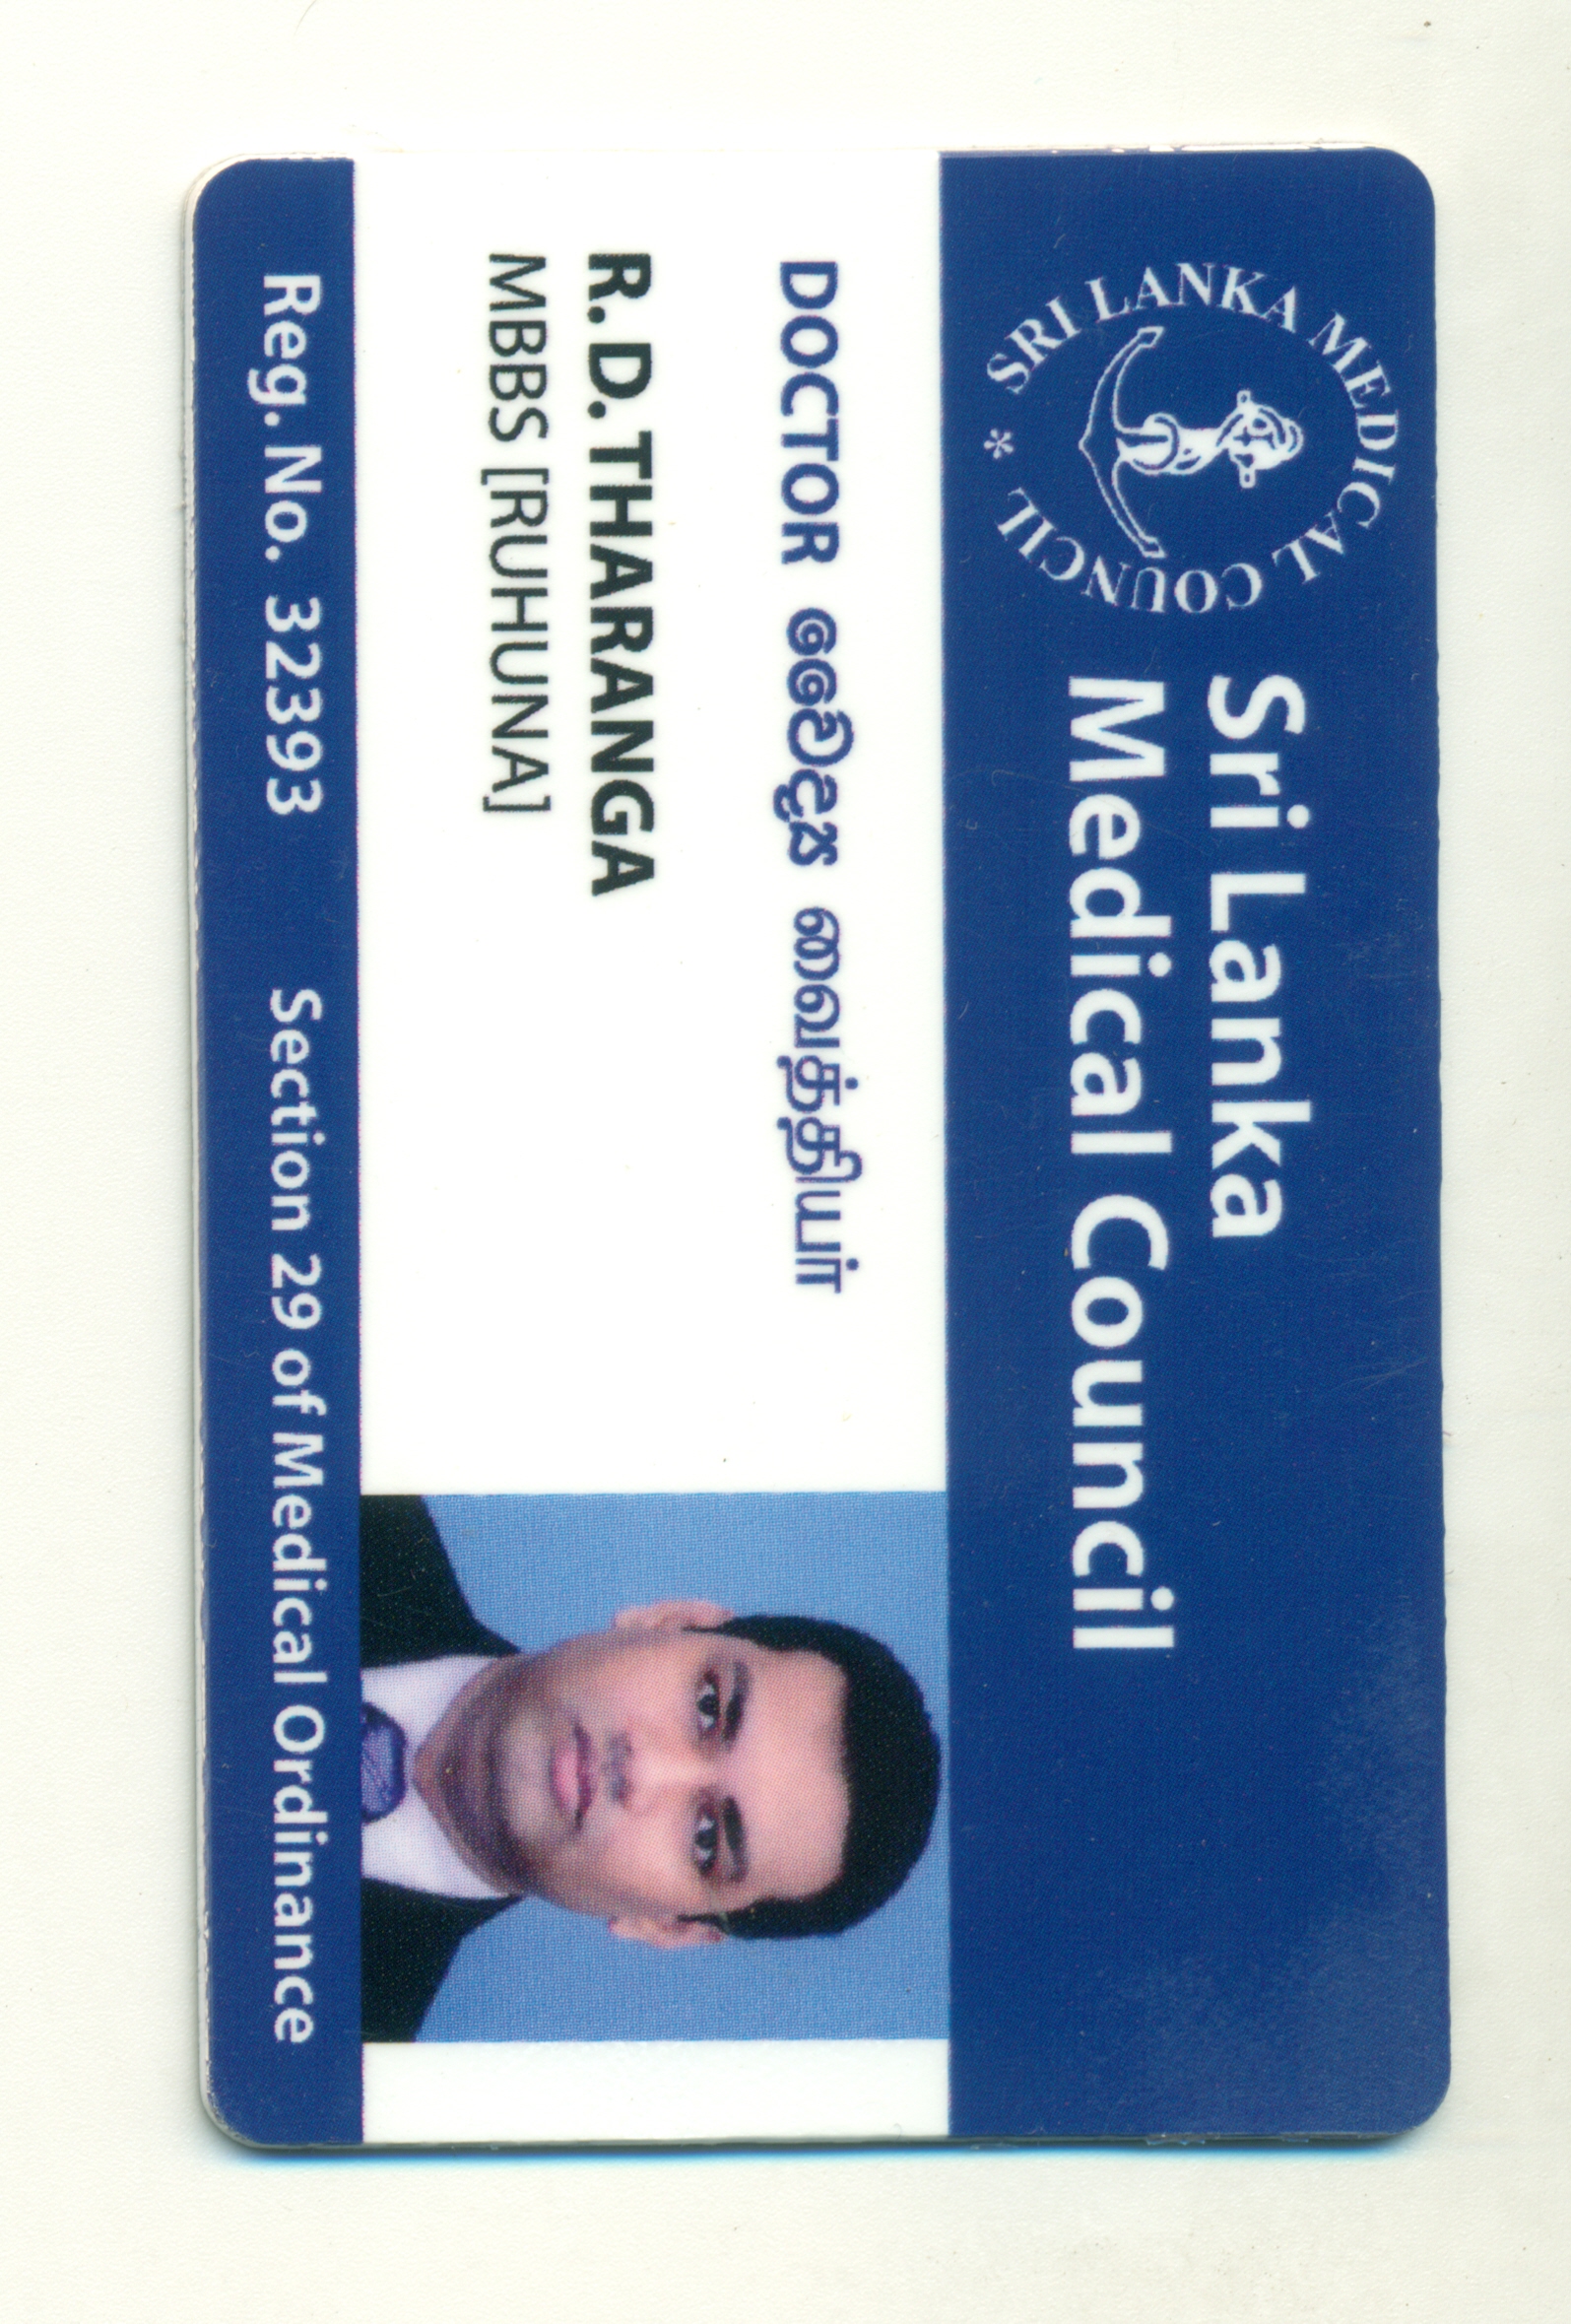 SRI LANKA MEDICAL COUNCIL *
Sri Lanka
Medical Council
DOCTOR වෛද්‍ය வைத்தியர்
R. D. THARANGA
MBBS [RUHUNA]
Reg. No. 32393 Section 29 of Medical Ordinance